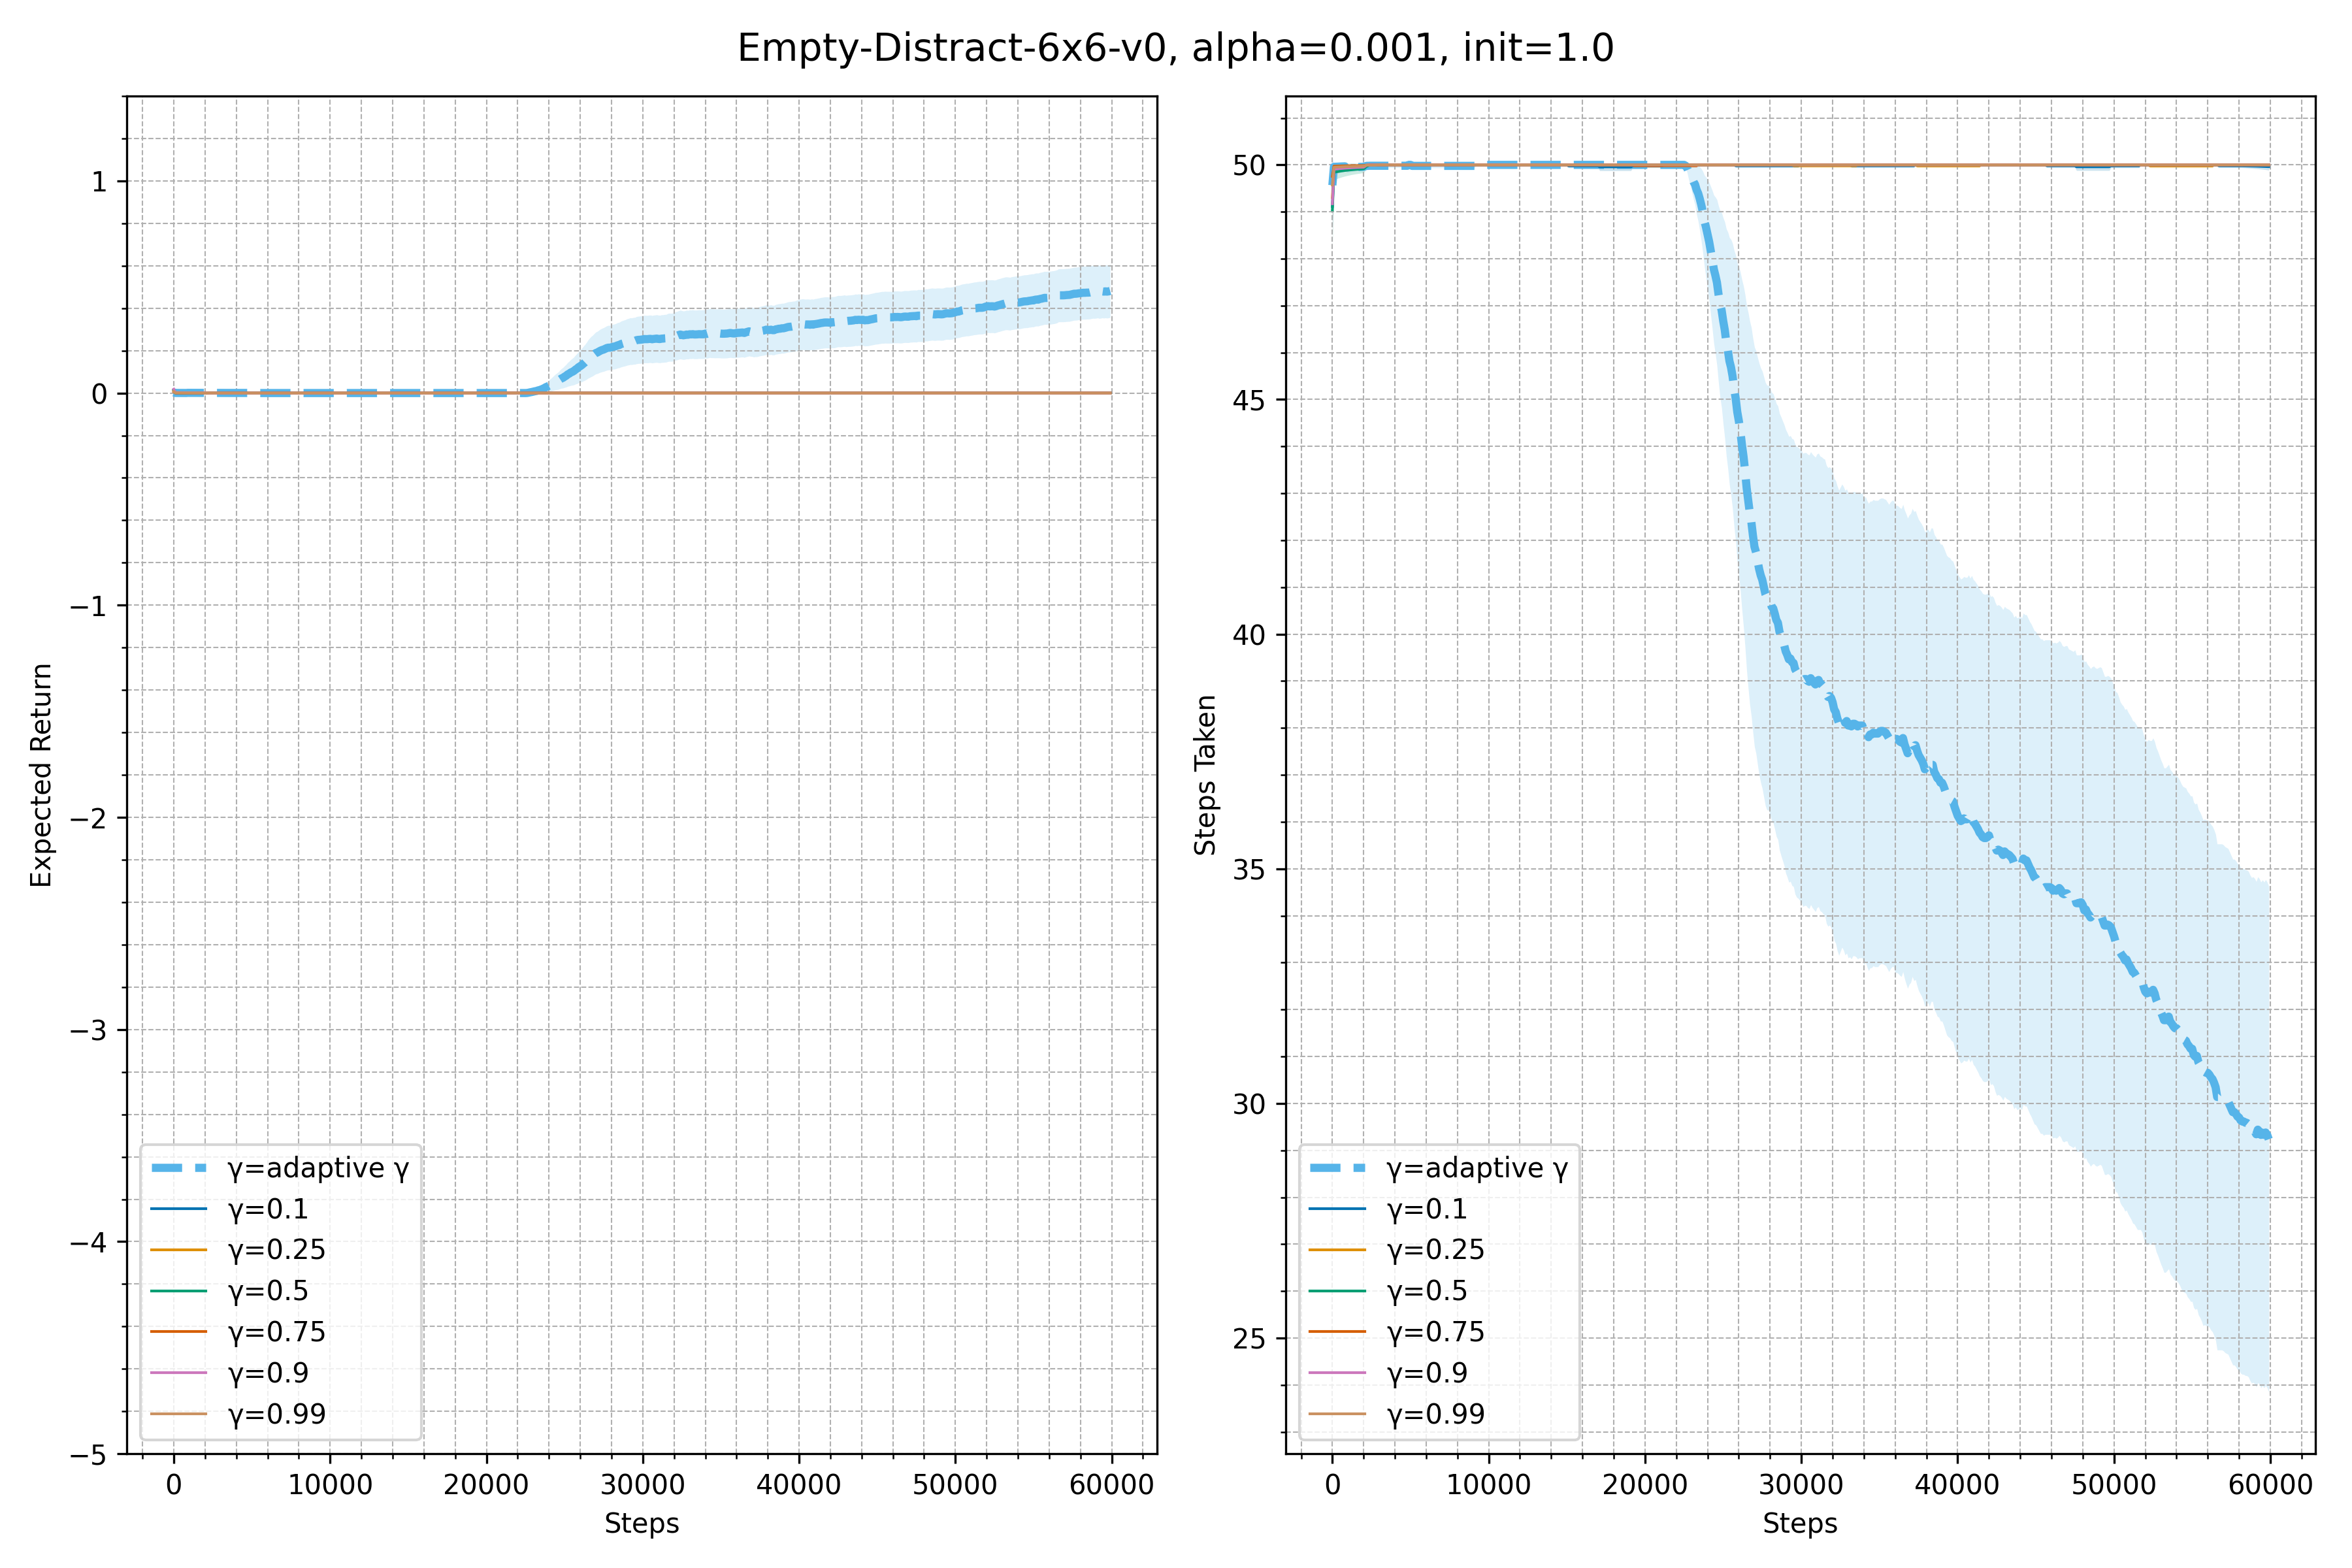 Empty-Distract-6x6-v0, alpha=0.001, init=1.0
Expected Return
1
0
−1
−2
−3
−4
−5
γ=adaptive γ
γ=0.1
γ=0.25
γ=0.5
γ=0.75
γ=0.9
γ=0.99
0 10000 20000 30000 40000 50000 60000
Steps
Steps Taken
50
45
40
35
30
25
γ=adaptive γ
γ=0.1
γ=0.25
γ=0.5
γ=0.75
γ=0.9
γ=0.99
0 10000 20000 30000 40000 50000 60000
Steps